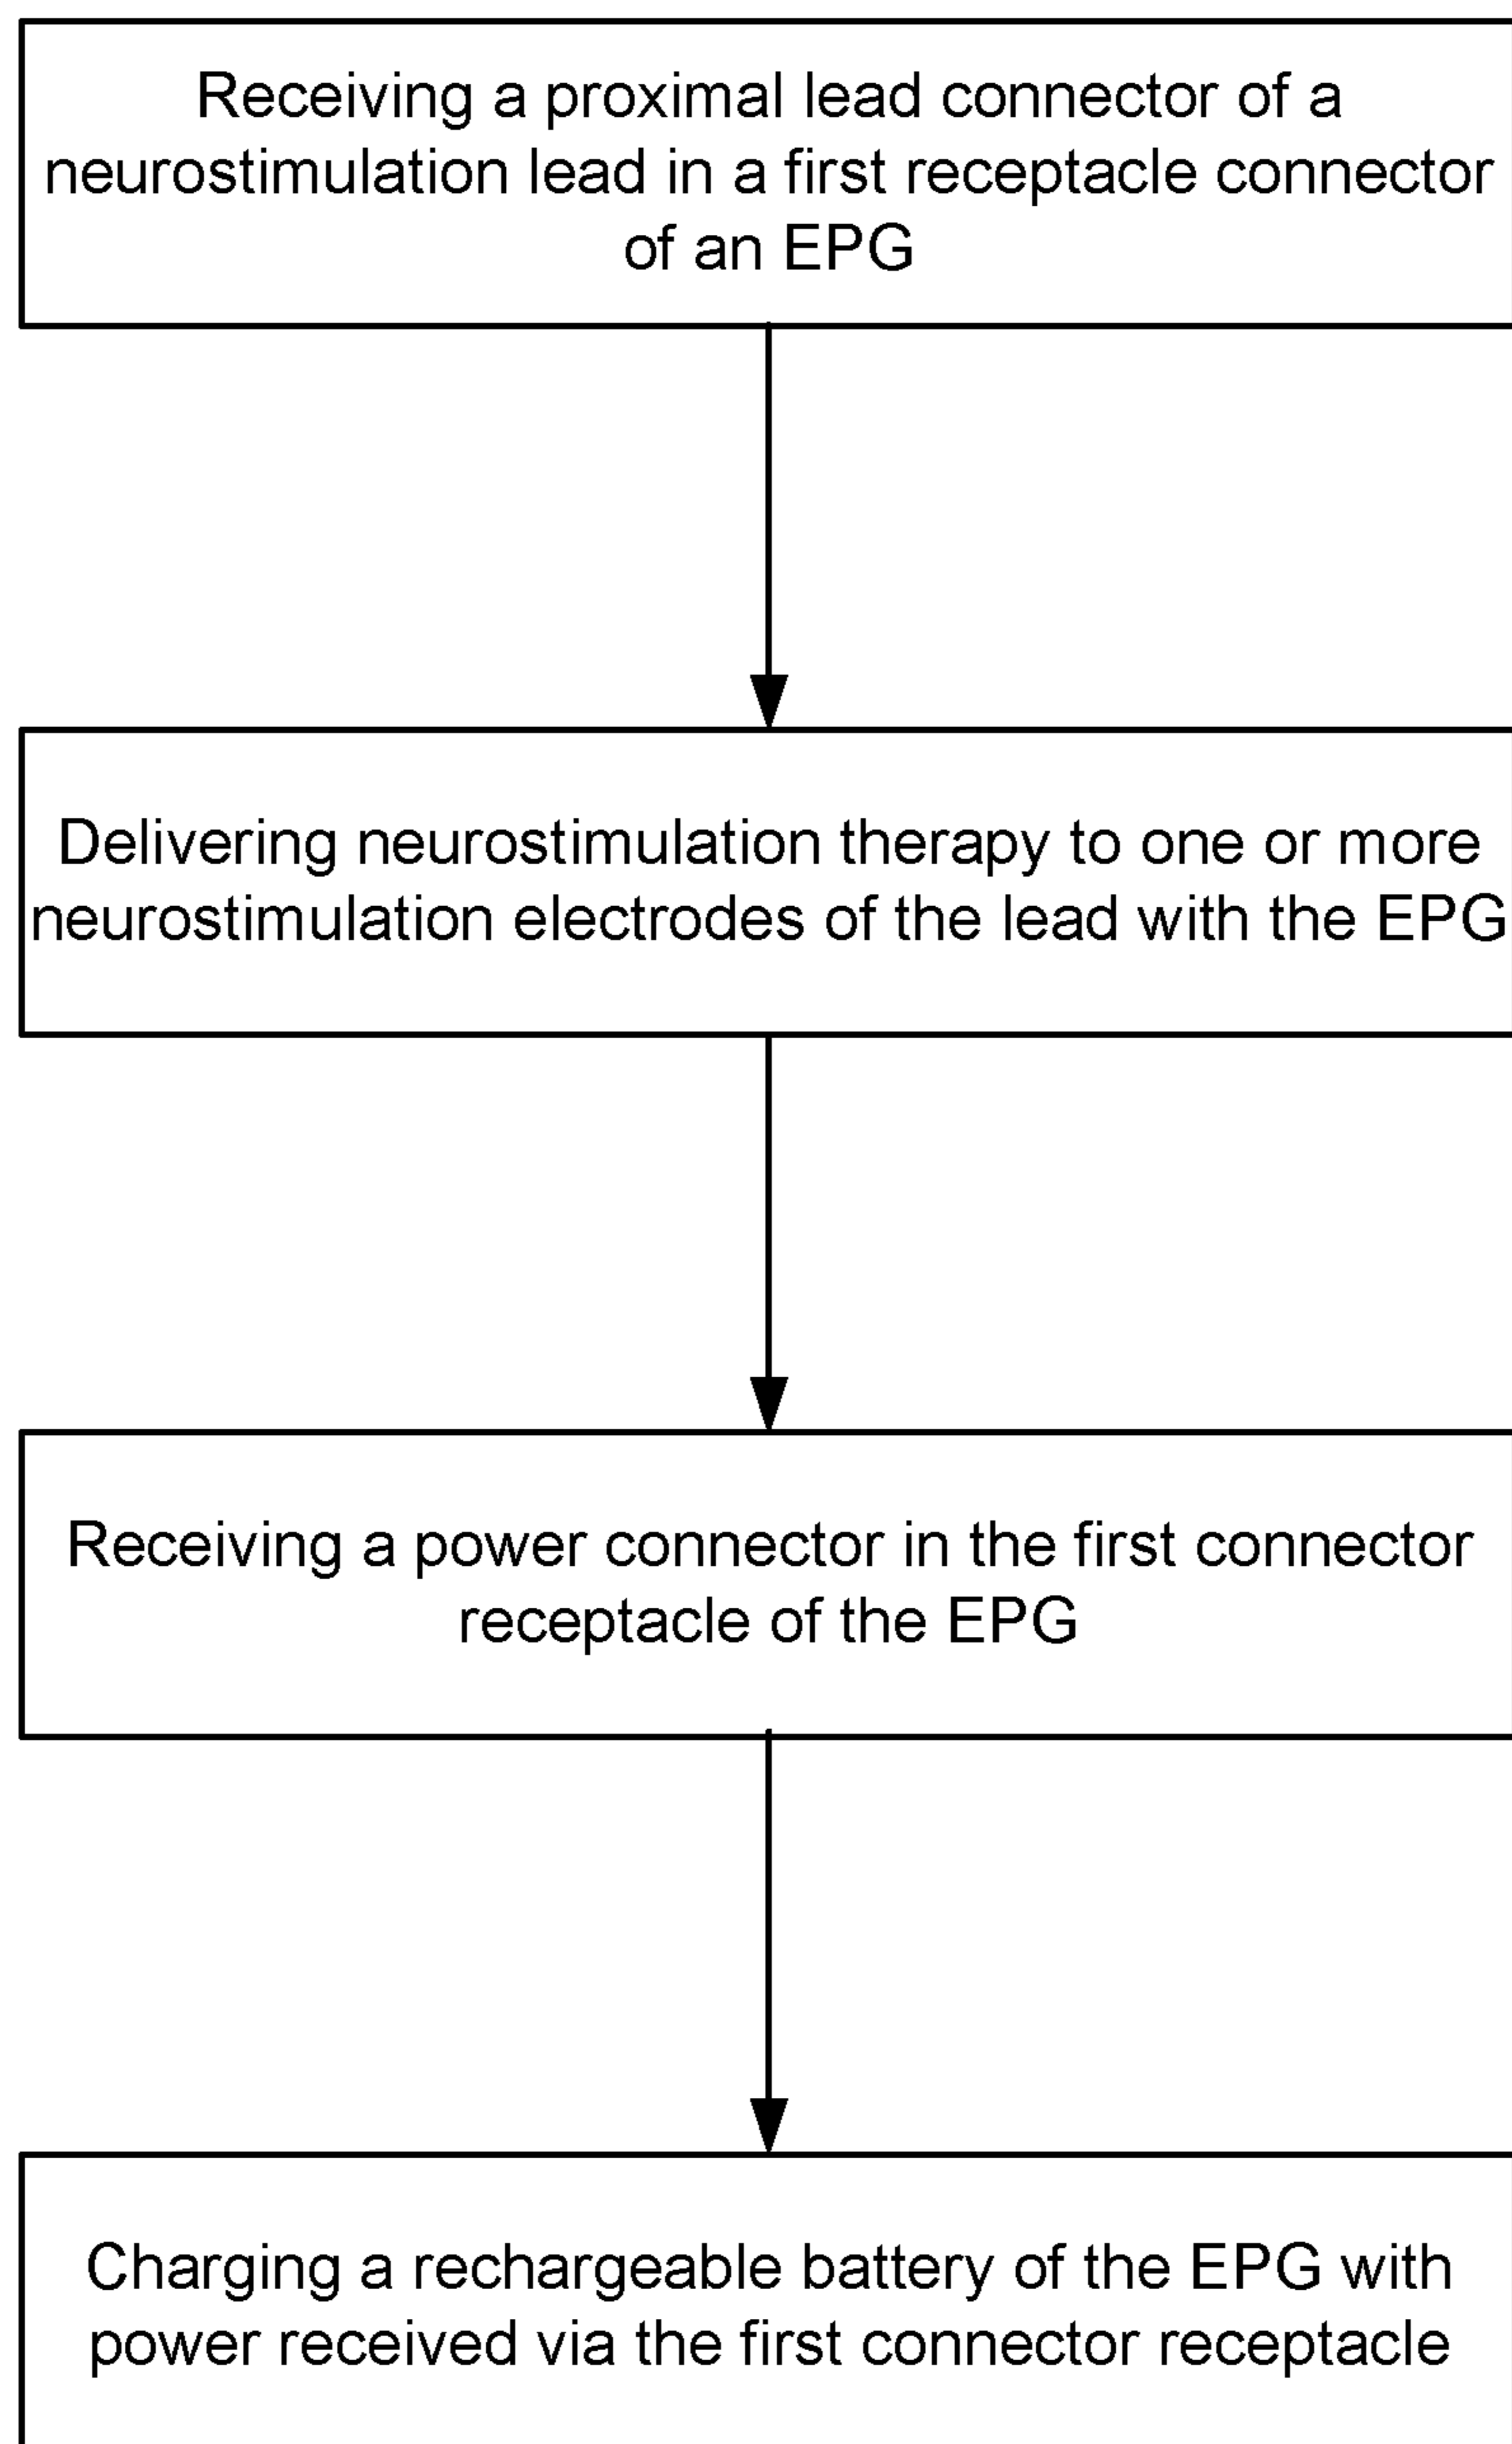 Receiving a proximal lead connector of a
neurostimulation lead in a first receptacle connector
of an EPG
Delivering neurostimulation therapy to one or more
neurostimulation electrodes of the lead with the EPG
Receiving a power connector in the first connector
receptacle of the EPG
Charging a rechargeable battery of the EPG with
power received via the first connector receptacle